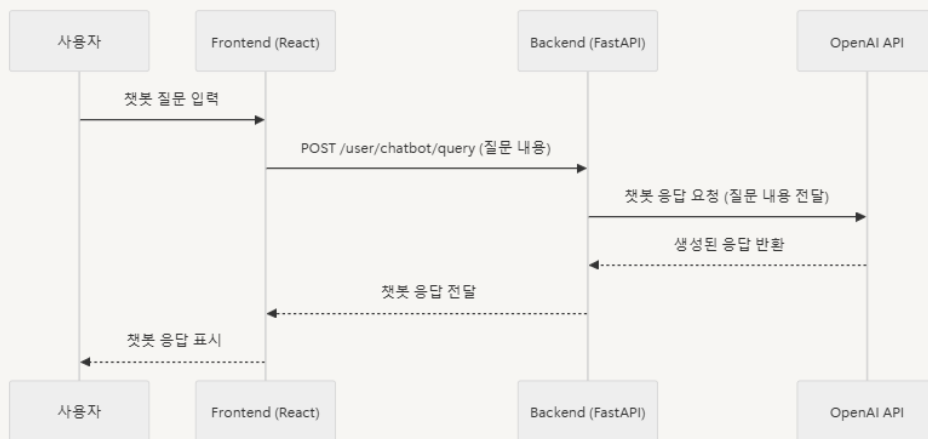 사용자
Frontend (React)
Backend (FastAPI)
OpenAI API
챗봇 질문 입력
POST /user/chatbot/query (질문 내용)
챗봇 응답 요청 (질문 내용 전달)
생성된 응답 반환
챗봇 응답 전달
챗봇 응답 표시
사용자
Frontend (React)
Backend (FastAPI)
OpenAI API